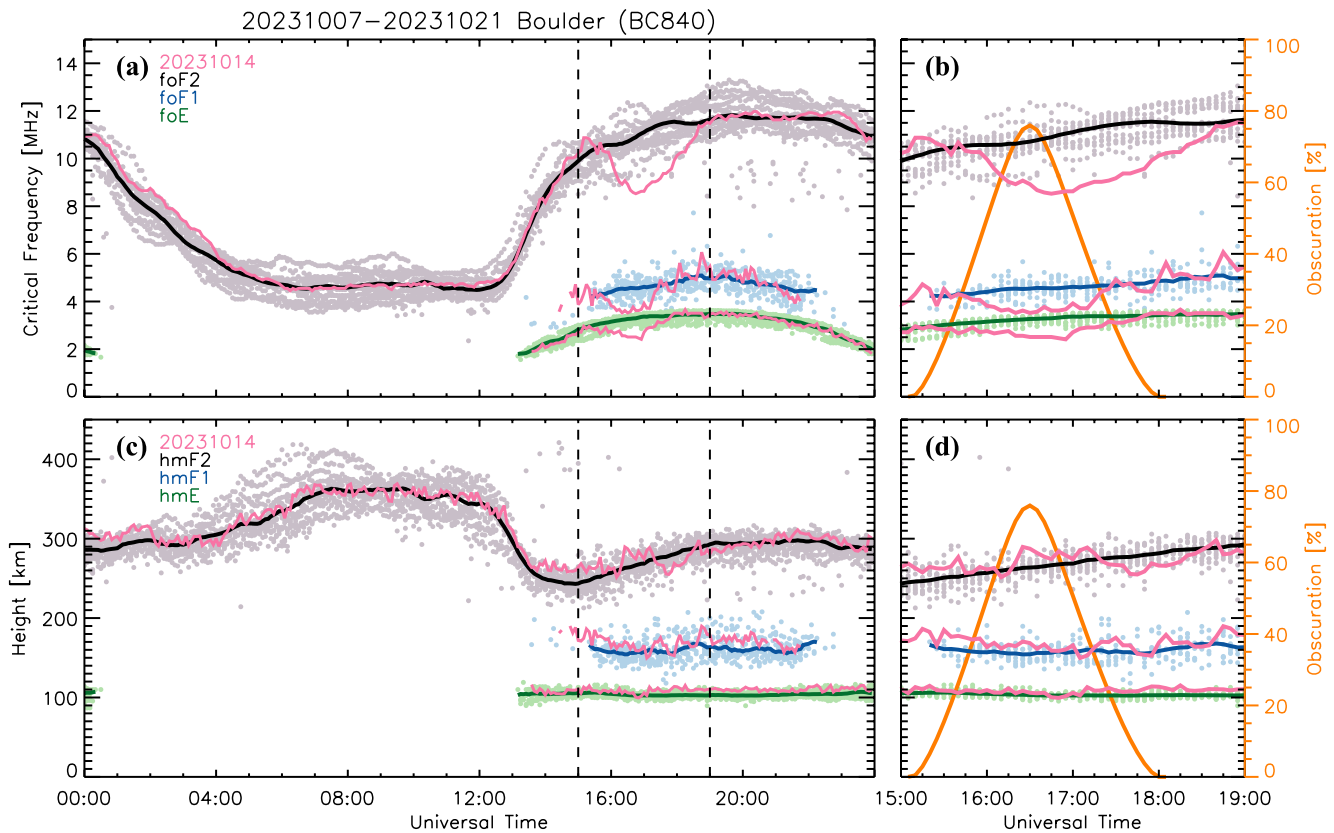 20231007–20231021 Boulder (BC840)
(a)
20231014
foF2
foF1
foE
Critical Frequency [MHz]
14
12
10
8
6
4
2
0
(b)
100
80
60
40
20
0
Obscuration [%]
(c)
20231014
hmF2
hmF1
hmE
Height [km]
400
300
200
100
0
00:00 04:00 08:00 12:00 16:00 20:00
Universal Time
(d)
100
80
60
40
20
0
Obscuration [%]
15:00 16:00 17:00 18:00 19:00
Universal Time